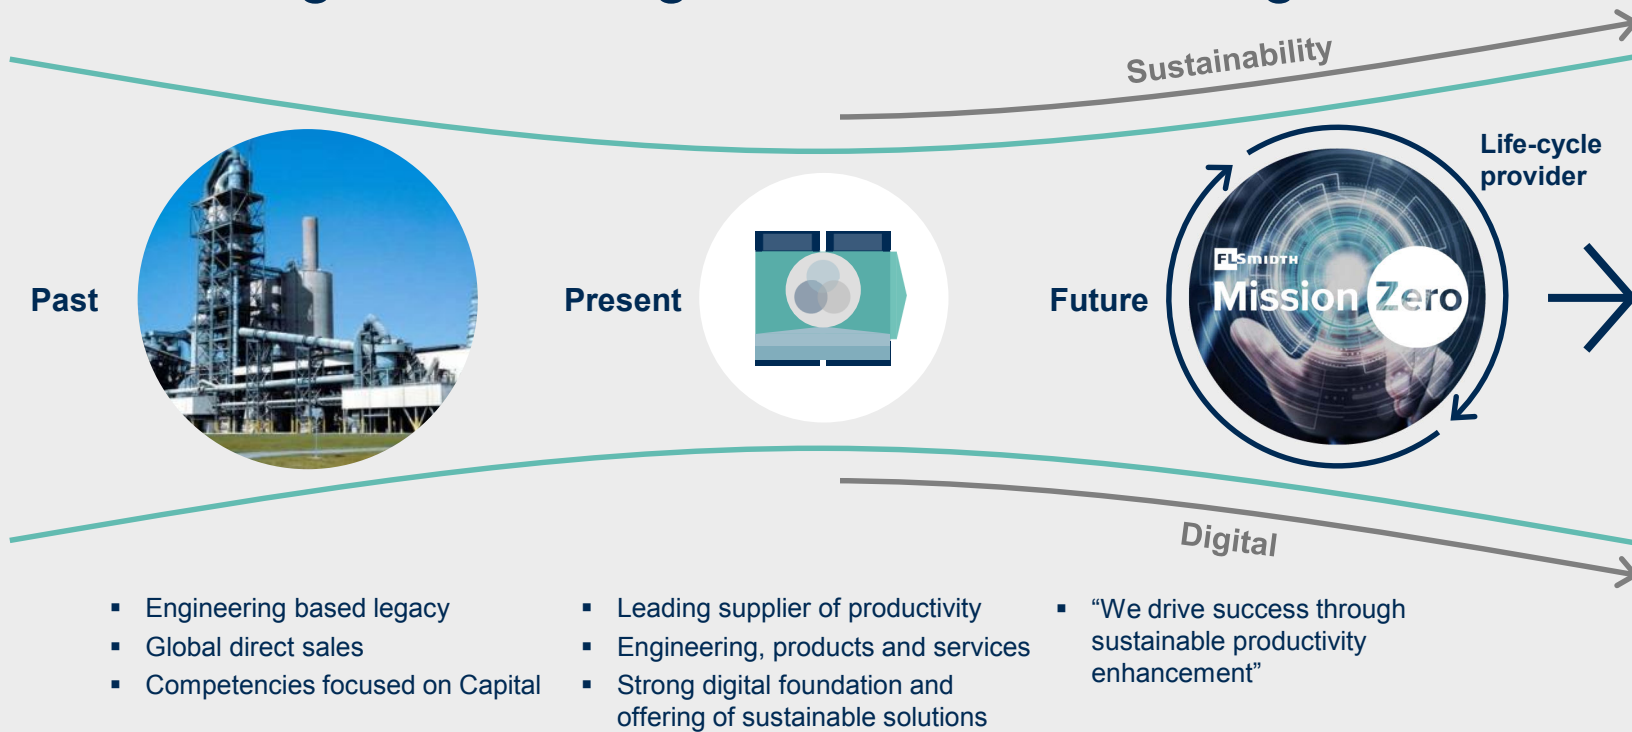 Sustainability
Life-cycle
provider
Past
Present
Future
FLSMIDTH
Mission Zero
Digital
▪ Engineering based legacy
▪ Global direct sales
▪ Competencies focused on Capital
▪ Leading supplier of productivity
▪ Engineering, products and services
▪ Strong digital foundation and
offering of sustainable solutions
▪ “We drive success through
sustainable productivity
enhancement”